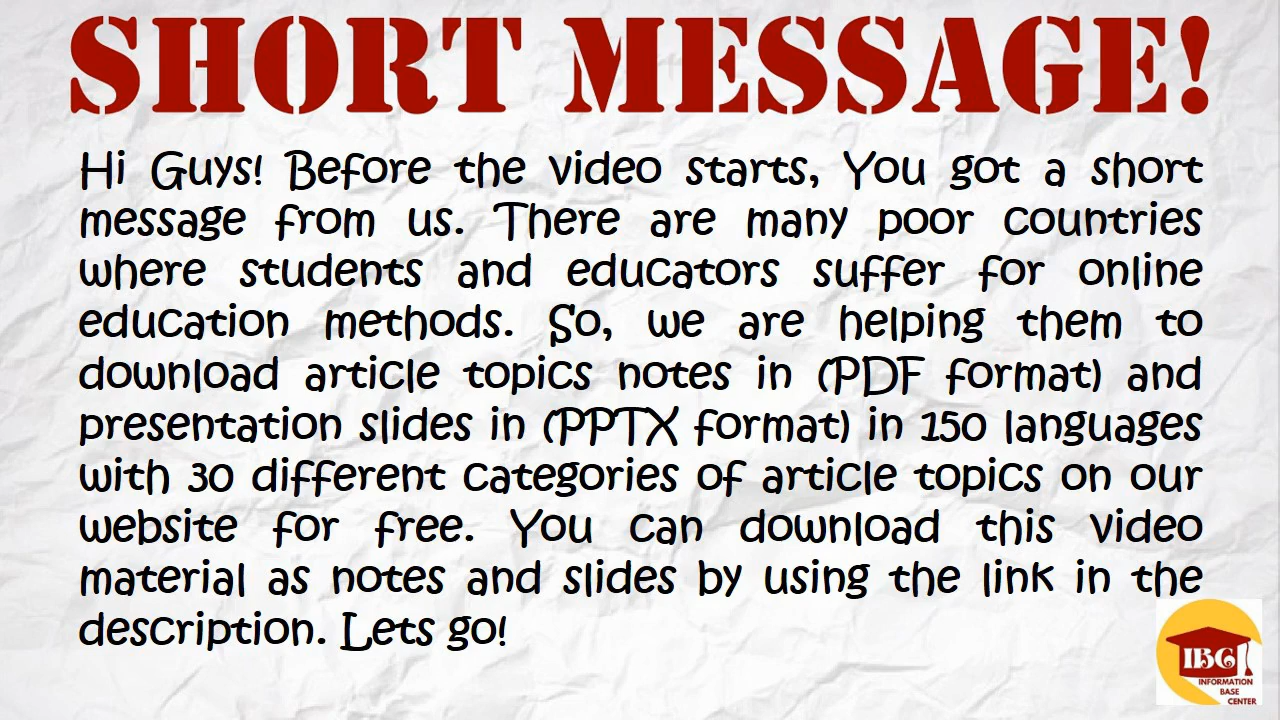 SHORT MESSAGE!
Hi Guys! Before the video starts, You got a short
message from us. There are many poor countries
where students and educators suffer for online
education methods. So, we are helping them to
download article topics notes in (PDF format) and
presentation slides in (PPTX format) in 150 languages
with 30 different categories of article topics on our
website for free. You can download this video
material as notes and slides by using the link in the
description. Lets go!
IBC
INFORMATION
BASE
CENTER